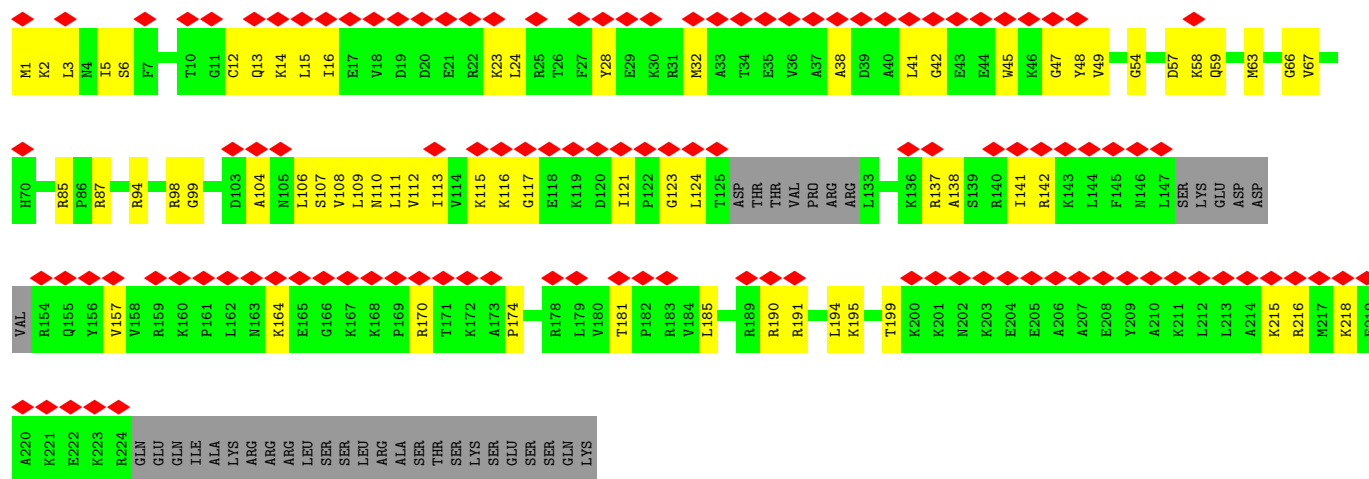 M1 K2 L3 N4 I5 S6 F7 T10 G11 C12 Q13 K14 L15 I16 E17 V18 D19 D20 E21 R22 K23 L24 R25 T26 F27 Y28 E29 K30 R31 M32 A33 T34 E35 V36 A37 A38 D39 A40 L41 G42 E43 E44 W45 K46 G47 Y48 V49 G54 D57 K58 Q59 M63 G66 V67
H70 R85 P86 R87 R94 R98 G99 D103 A104 N105 L106 S107 V108 L109 N110 L111 V112 I113 V114 K115 K116 G117 E118 K119 D120 I121 P122 G123 L124 T125 ASP THR THR VAL PRO ARG ARG L133 K136 R137 A138 S139 R140 I141 R142 K143 L144 F145 N146 L147 SER LYS GLU ASP ASP
VAL R154 Q155 Y156 V157 V158 R159 K160 P161 L162 N163 K164 E165 G166 K167 K168 P169 R170 T171 K172 A173 P174 R178 L179 V180 T181 P182 R183 V184 L185 R189 R190 R191 L194 K195 T199 K200 K201 N202 K203 E204 E205 A206 A207 E208 Y209 A210 K211 L212 L213 A214 K215 R216 M217 K218
A220 K221 E222 K223 R224 GLN GLU GLN ILE ALA LYS ARG ARG ARG LEU SER SER LEU ARG ALA SER THR SER LYS SER GLU SER SER GLN LYS